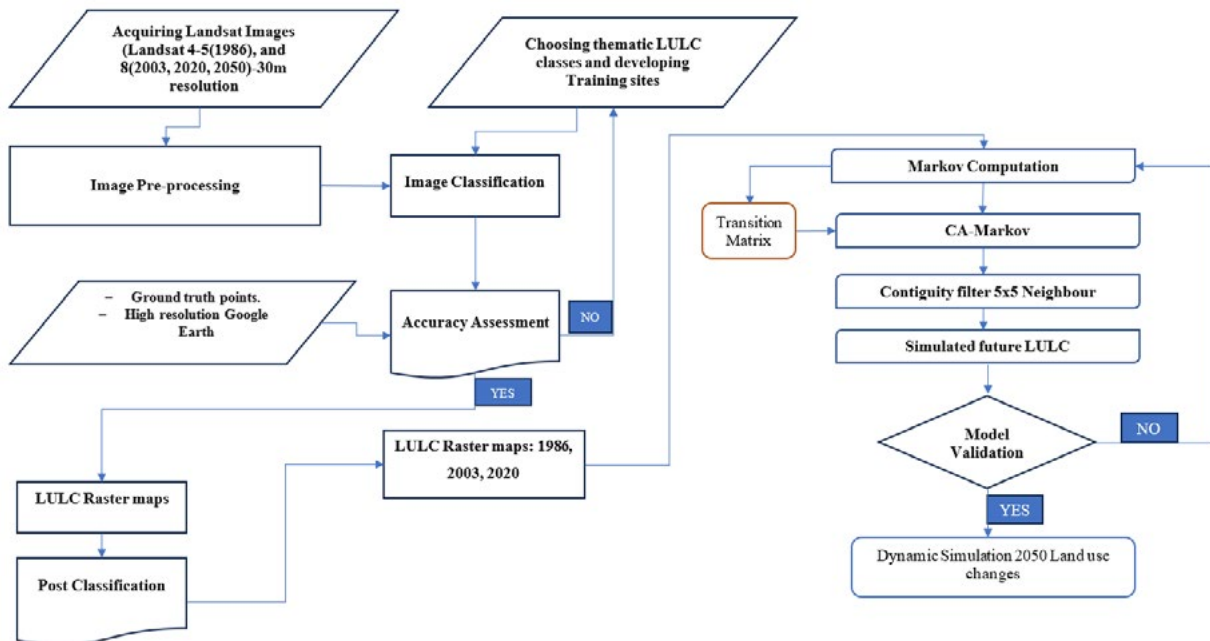 Acquiring Landsat Images
(Landsat 4-5(1986), and
8(2003, 2020, 2050)-30m
resolution
Choosing thematic LULC
classes and developing
Training sites
Image Pre-processing
Image Classification
– Ground truth points.
– High resolution Google
Earth
Accuracy Assessment
NO
YES
LULC Raster maps
Post Classification
LULC Raster maps: 1986,
2003, 2020
Markov Computation
Transition
Matrix
CA-Markov
Contiguity filter 5x5 Neighbour
Simulated future LULC
Model
Validation
NO
YES
Dynamic Simulation 2050 Land use
changes